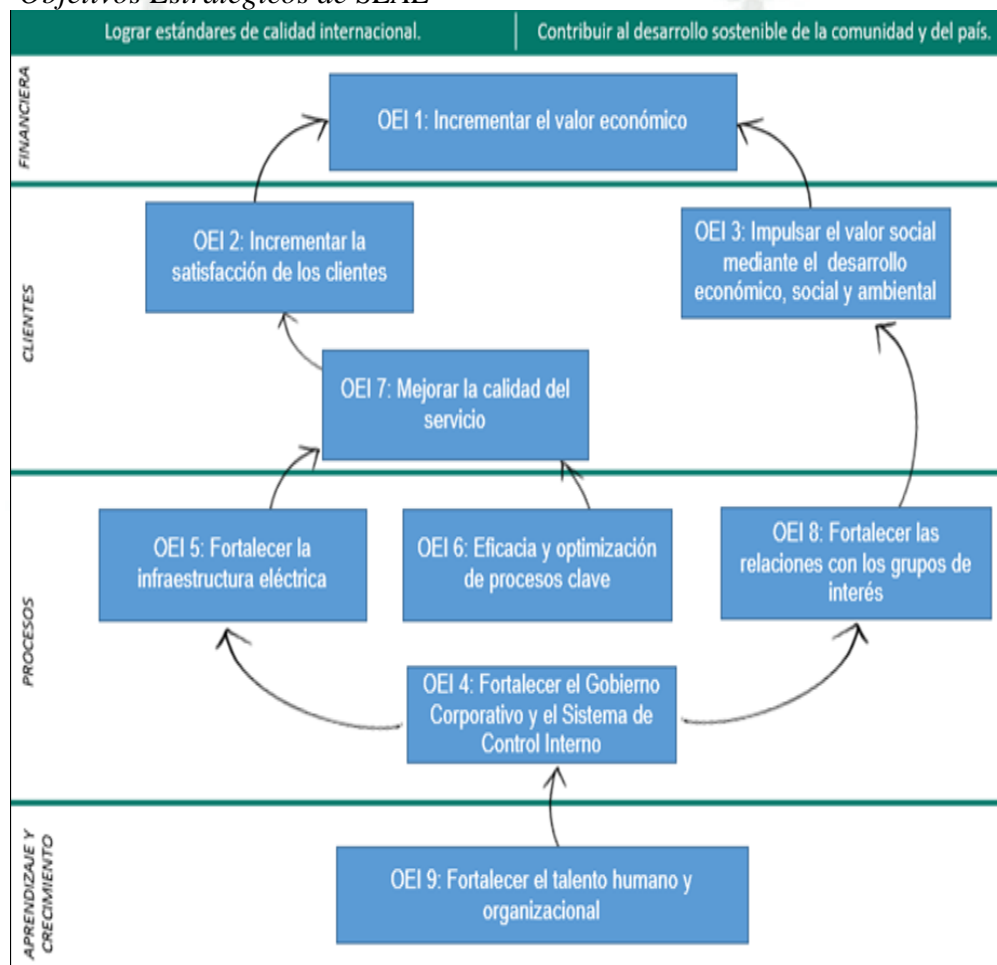 Objetivos Estratégicos de SEAL
Lograr estándares de calidad internacional.
Contribuir al desarrollo sostenible de la comunidad y del país.
FINANCIERA
OEI 1: Incrementar el valor económico
CLIENTES
OEI 2: Incrementar la
satisfacción de los clientes
OEI 3: Impulsar el valor social
mediante el desarrollo
económico, social y ambiental
OEI 7: Mejorar la calidad del
servicio
PROCESOS
OEI 5: Fortalecer la
infraestructura eléctrica
OEI 6: Eficacia y optimización
de procesos clave
OEI 8: Fortalecer las
relaciones con los grupos de
interés
OEI 4: Fortalecer el Gobierno
Corporativo y el Sistema de
Control Interno
APRENDIZAJE Y
CRECIMIENTO
OEI 9: Fortalecer el talento humano y
organizacional